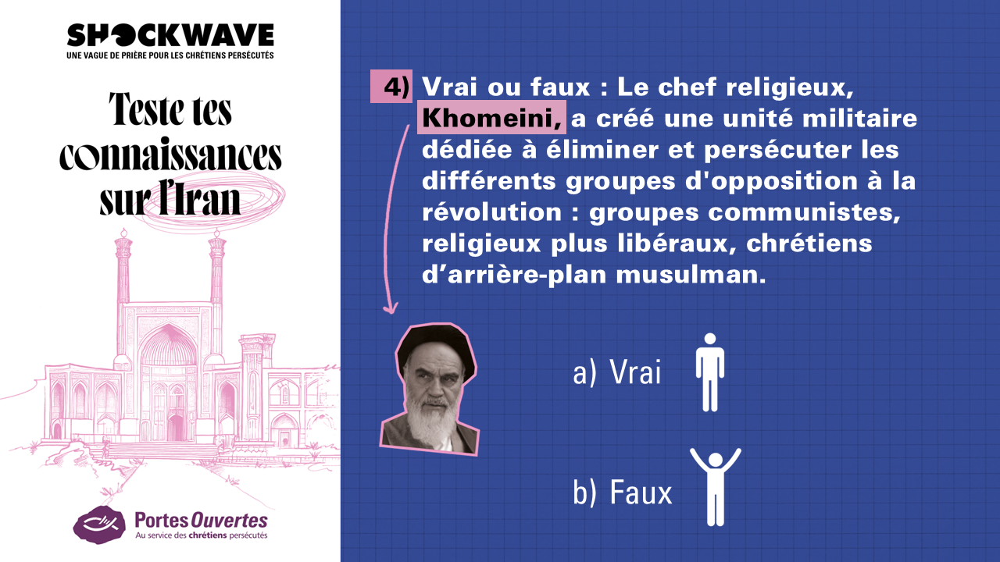 SHOCKWAVE
UNE VAGUE DE PRIÈRE POUR LES CHRÉTIENS PERSÉCUTÉS
Teste tes
connaissances
sur l'Iran
Portes Ouvertes
Au service des chrétiens persécutés
4) Vrai ou faux : Le chef religieux,
Khomeini, a créé une unité militaire
dédiée à éliminer et persécuter les
différents groupes d'opposition à la
révolution : groupes communistes,
religieux plus libéraux, chrétiens
d’arrière-plan musulman.
a) Vrai
b) Faux